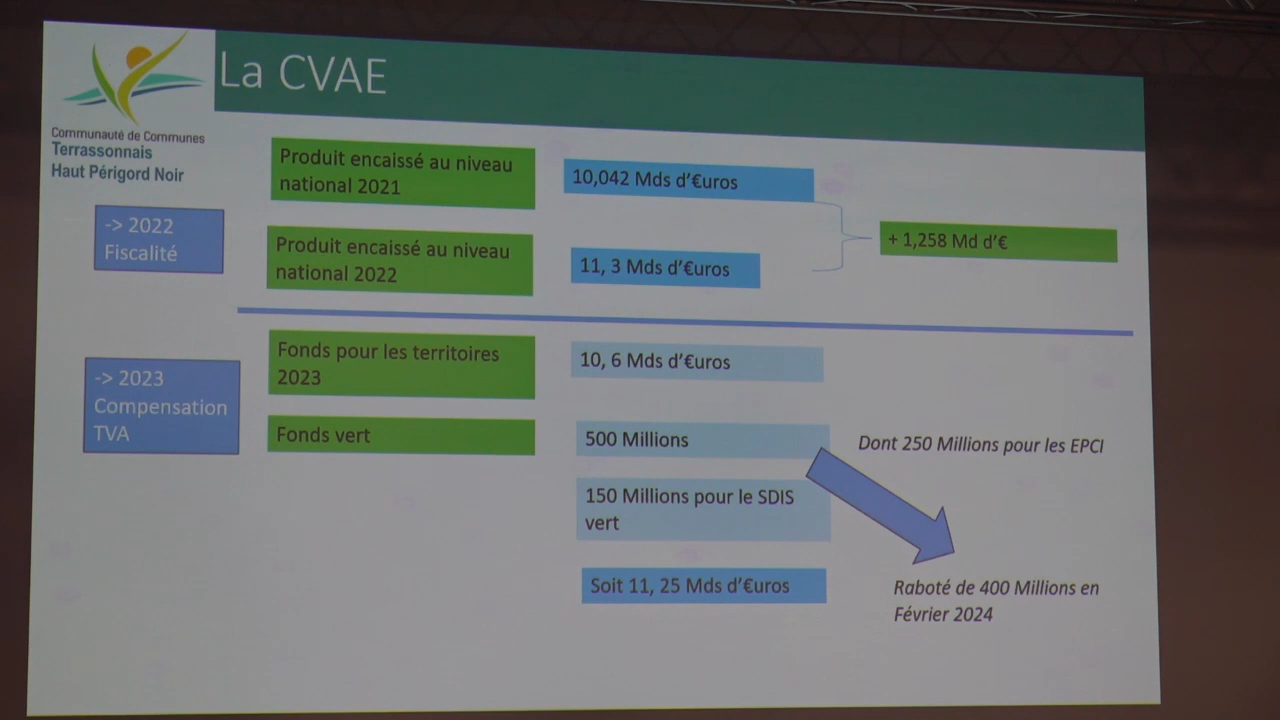 La CVAE
Communauté de Communes
Terrassonnais
Haut Périgord Noir
-> 2022
Fiscalité
Produit encaissé au niveau
national 2021
10,042 Mds d'€uros
Produit encaissé au niveau
national 2022
11, 3 Mds d'€uros
+ 1,258 Md d'€
-> 2023
Compensation
TVA
Fonds pour les territoires
2023
10, 6 Mds d'€uros
Fonds vert
500 Millions
Dont 250 Millions pour les EPCI
150 Millions pour le SDIS
vert
Soit 11, 25 Mds d'€uros
Raboté de 400 Millions en
Février 2024